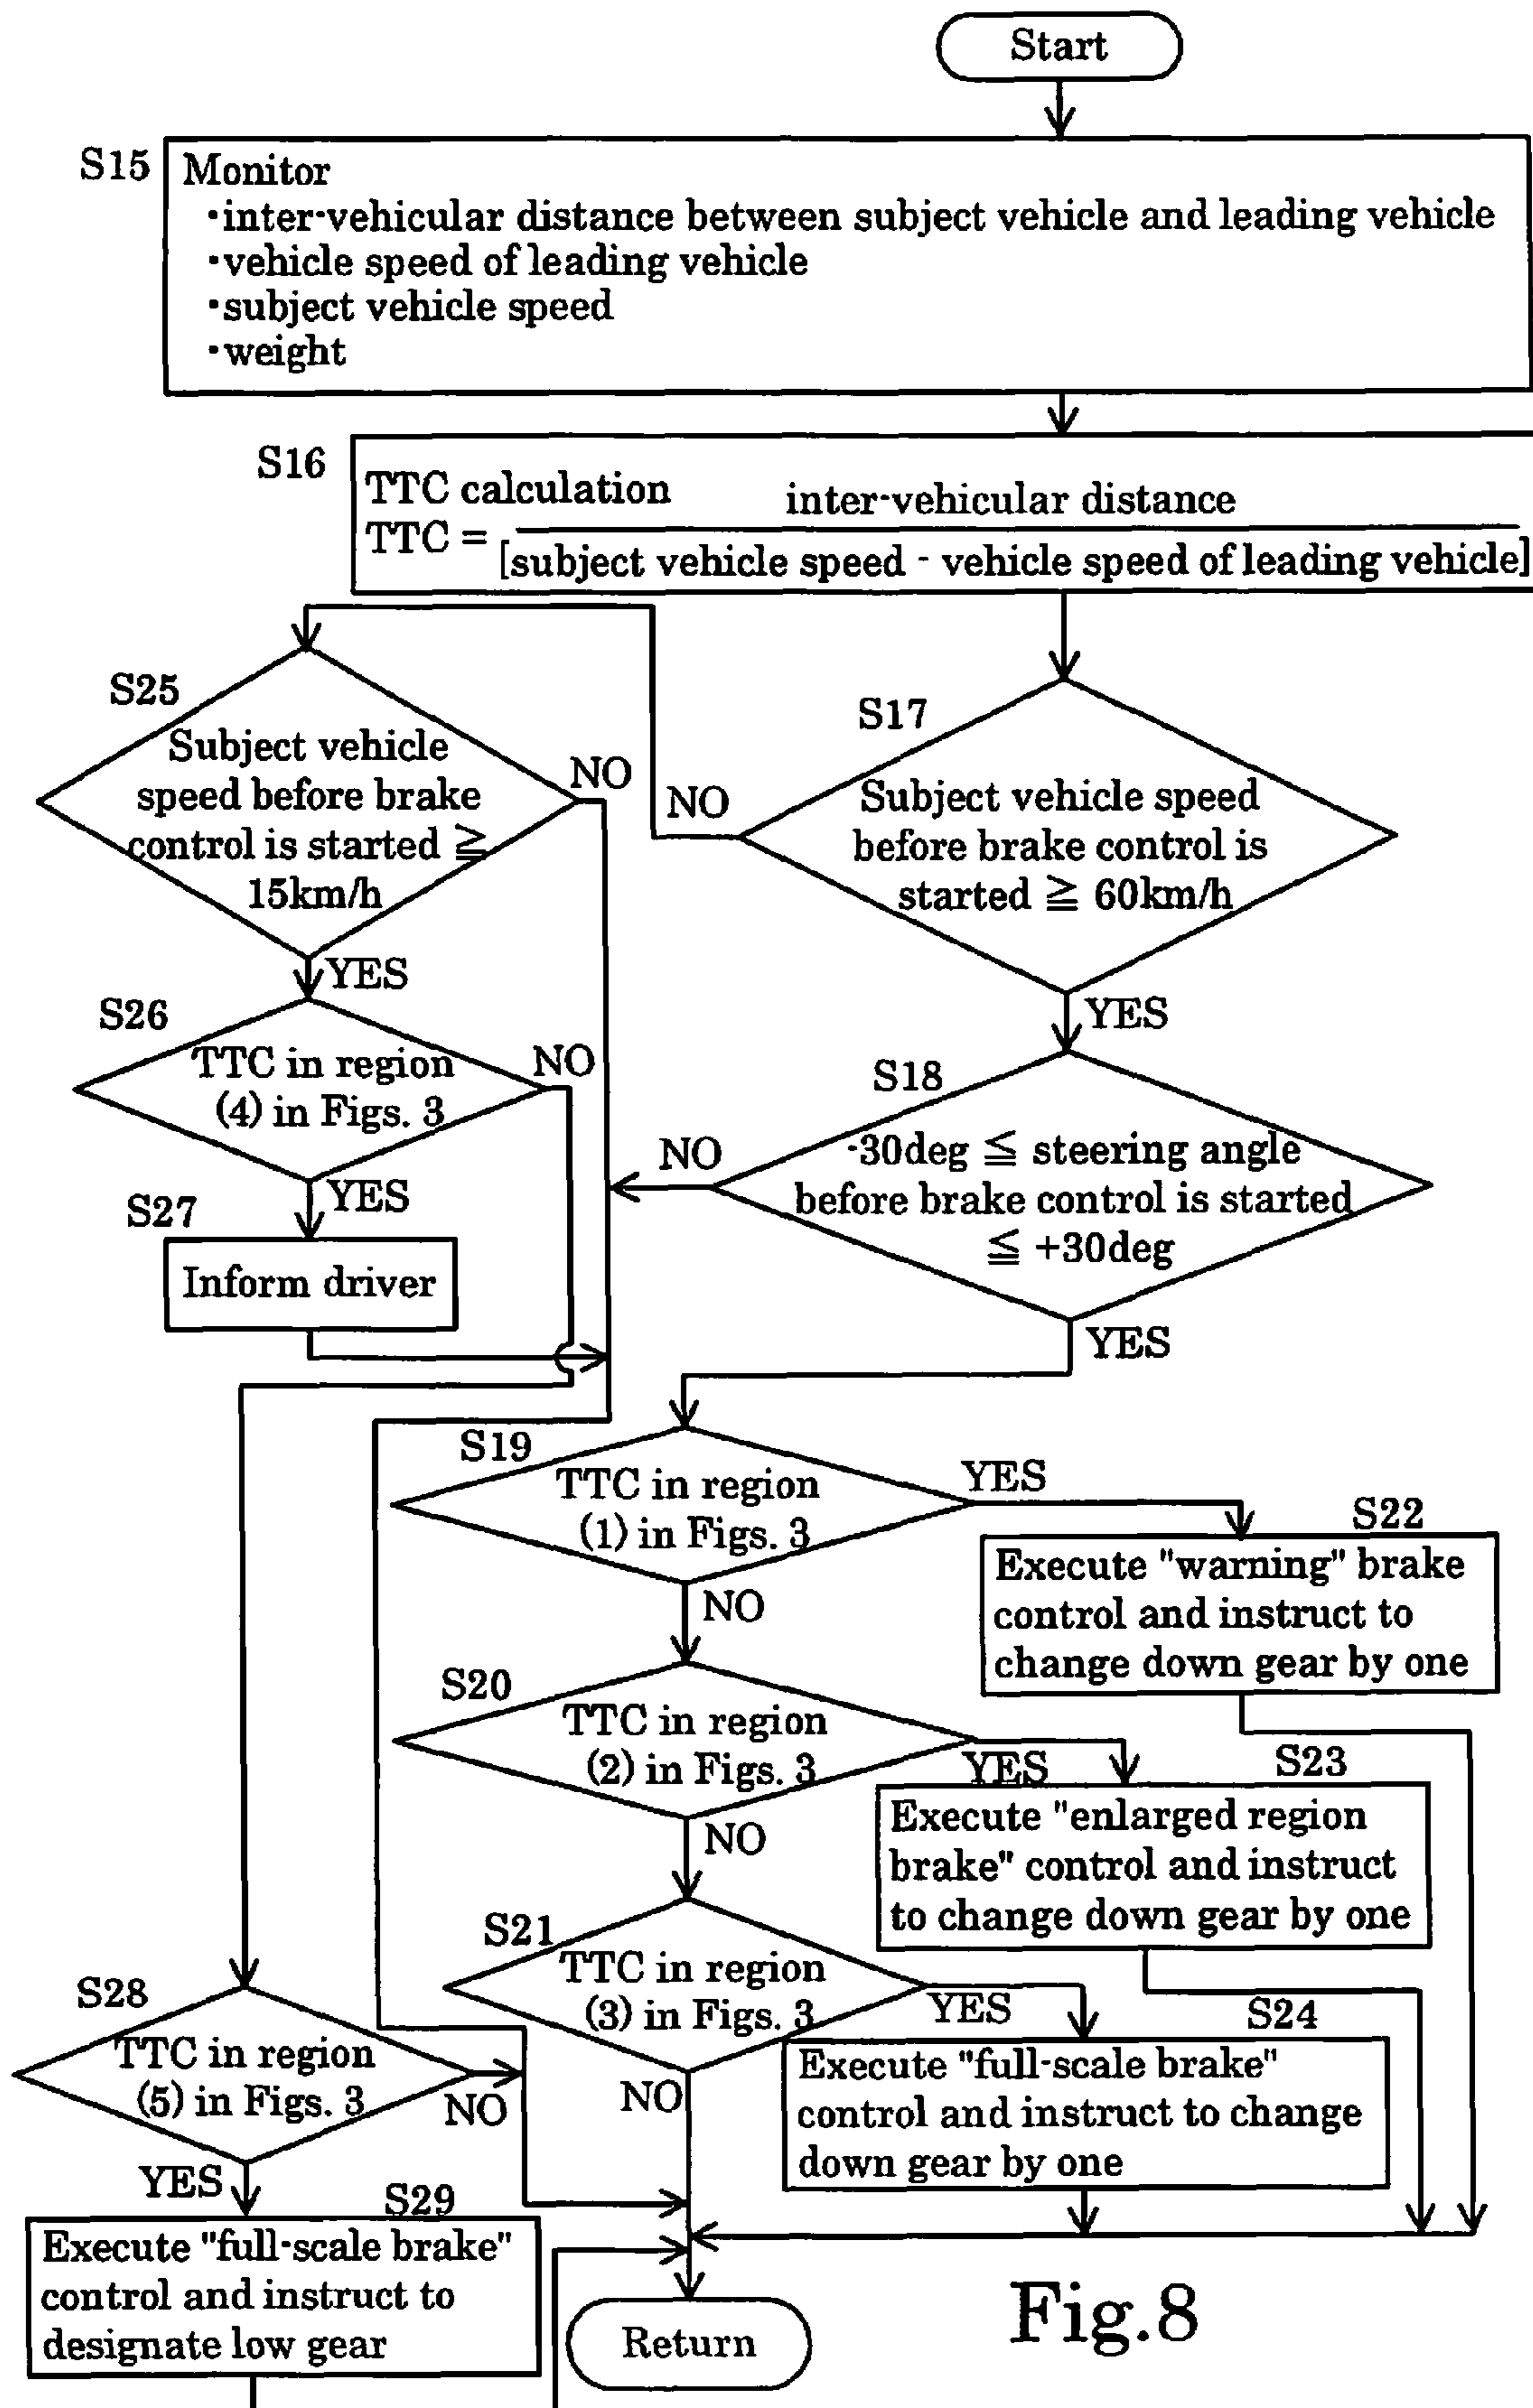 Start
S15
Monitor
·inter-vehicular distance between subject vehicle and leading vehicle
·vehicle speed of leading vehicle
·subject vehicle speed
·weight
S16
TTC calculation
inter-vehicular distance
TTC =
[subject vehicle speed - vehicle speed of leading vehicle]
S25
Subject vehicle
speed before brake
control is started ≧
15km/h
NO
YES
S17
Subject vehicle speed
before brake control is
started ≧ 60km/h
NO
YES
S26
TTC in region
(4) in Figs. 3
NO
YES
S18
-30deg ≦ steering angle
before brake control is started
≦ +30deg
NO
YES
S27
Inform driver
S19
TTC in region
(1) in Figs. 3
YES
NO
S22
Execute "warning" brake
control and instruct to
change down gear by one
S20
TTC in region
(2) in Figs. 3
YES
NO
S23
Execute "enlarged region
brake" control and instruct
to change down gear by one
S21
TTC in region
(3) in Figs. 3
YES
NO
S24
Execute "full-scale brake"
control and instruct to change
down gear by one
S28
TTC in region
(5) in Figs. 3
NO
YES
S29
Execute "full-scale brake"
control and instruct to
designate low gear
Return
Fig.8